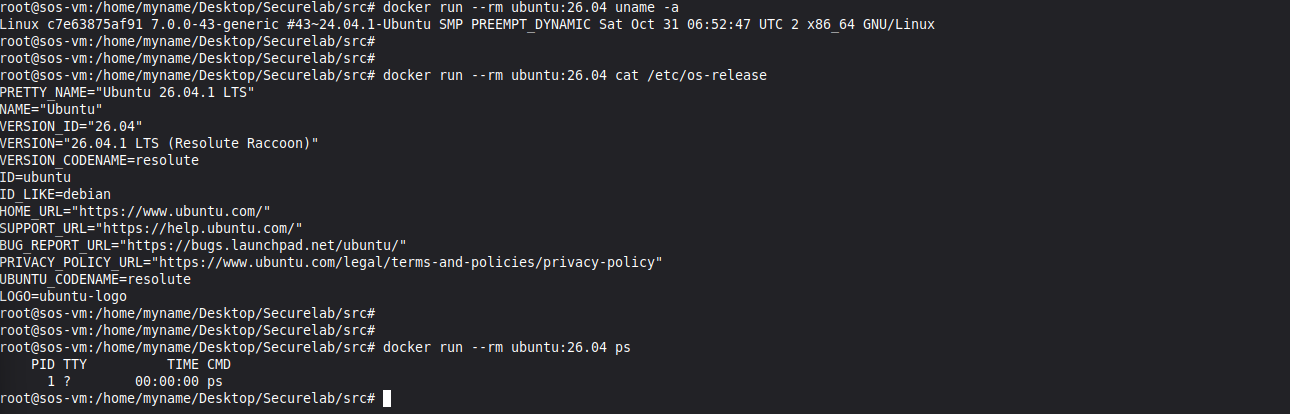 root@sos-vm:/home/myname/Desktop/Securelab/src# docker run --rm ubuntu:26.04 uname -a
Linux c7e63875af91 7.0.0-43-generic #43~24.04.1-Ubuntu SMP PREEMPT_DYNAMIC Sat Oct 31 06:52:47 UTC 2 x86_64 GNU/Linux
root@sos-vm:/home/myname/Desktop/Securelab/src#
root@sos-vm:/home/myname/Desktop/Securelab/src#
root@sos-vm:/home/myname/Desktop/Securelab/src# docker run --rm ubuntu:26.04 cat /etc/os-release
PRETTY_NAME="Ubuntu 26.04.1 LTS"
NAME="Ubuntu"
VERSION_ID="26.04"
VERSION="26.04.1 LTS (Resolute Raccoon)"
VERSION_CODENAME=resolute
ID=ubuntu
ID_LIKE=debian
HOME_URL="https://www.ubuntu.com/"
SUPPORT_URL="https://help.ubuntu.com/"
BUG_REPORT_URL="https://bugs.launchpad.net/ubuntu/"
PRIVACY_POLICY_URL="https://www.ubuntu.com/legal/terms-and-policies/privacy-policy"
UBUNTU_CODENAME=resolute
LOGO=ubuntu-logo
root@sos-vm:/home/myname/Desktop/Securelab/src#
root@sos-vm:/home/myname/Desktop/Securelab/src#
root@sos-vm:/home/myname/Desktop/Securelab/src# docker run --rm ubuntu:26.04 ps
    PID TTY          TIME CMD
      1 ?        00:00:00 ps
root@sos-vm:/home/myname/Desktop/Securelab/src#